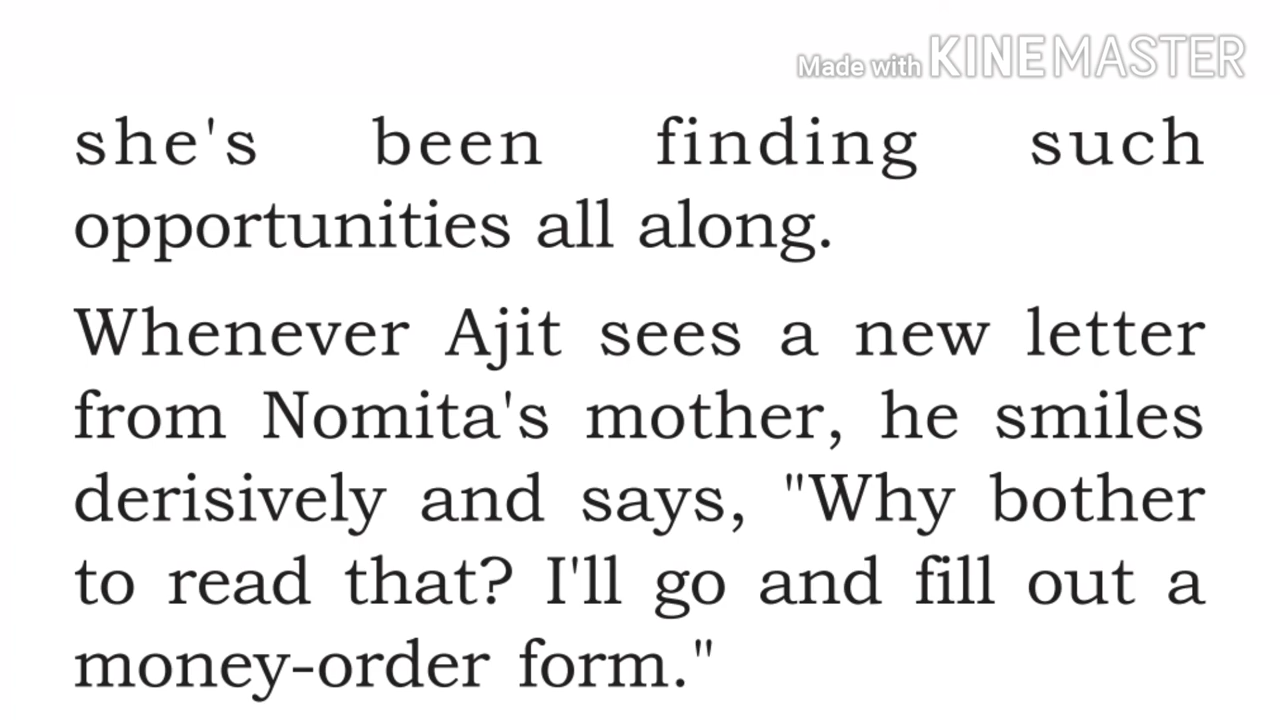 Made with KINEMASTER
she's been finding such
opportunities all along.
Whenever Ajit sees a new letter
from Nomita's mother, he smiles
derisively and says, "Why bother
to read that? I'll go and fill out a
money-order form."